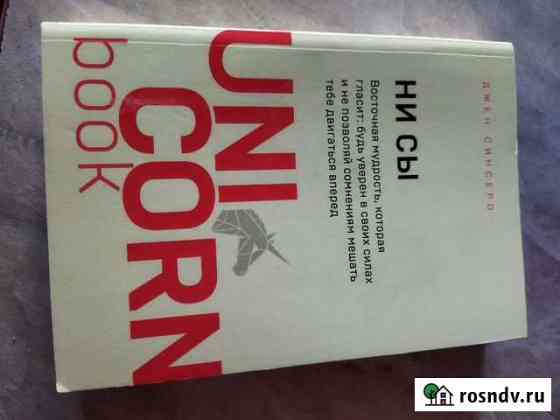 ДЖЕН СИНСЕРО
НИ СЫ
Восточная мудрость, которая
гласит: будь уверен в своих силах
и не позволяй сомнениям мешать
тебе двигаться вперед
UNI
CORN
book
rosndv.ru